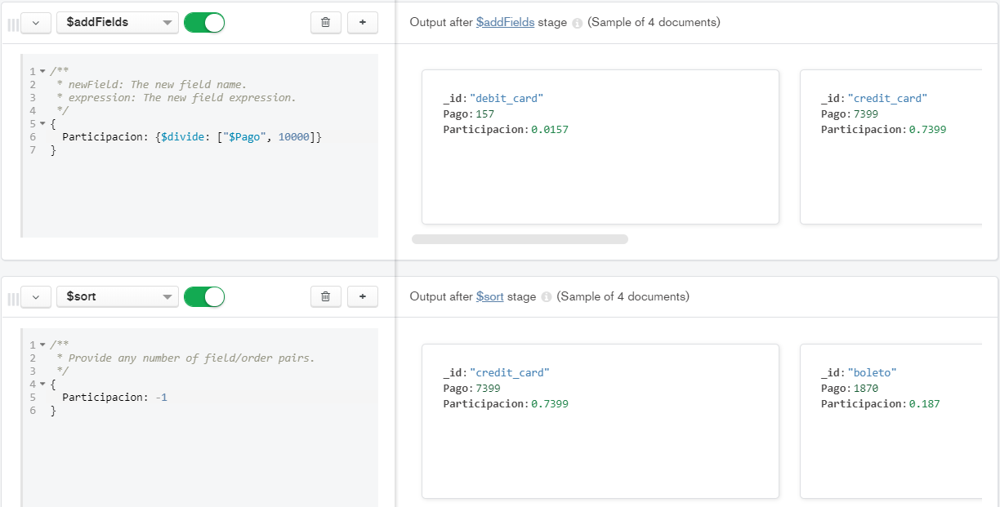 $addFields
+
Output after $addFields stage (Sample of 4 documents)
1 /**
2 * newField: The new field name.
3 * expression: The new field expression.
4 */
5 {
6 Participacion: {$divide: ["$Pago", 10000]}
7 }
_id: "debit_card"
Pago: 157
Participacion: 0.0157
_id: "credit_card"
Pago: 7399
Participacion: 0.7399
$sort
+
Output after $sort stage (Sample of 4 documents)
1 /**
2 * Provide any number of field/order pairs.
3 */
4 {
5 Participacion: -1
6 }
_id: "credit_card"
Pago: 7399
Participacion: 0.7399
_id: "boleto"
Pago: 1870
Participacion: 0.187